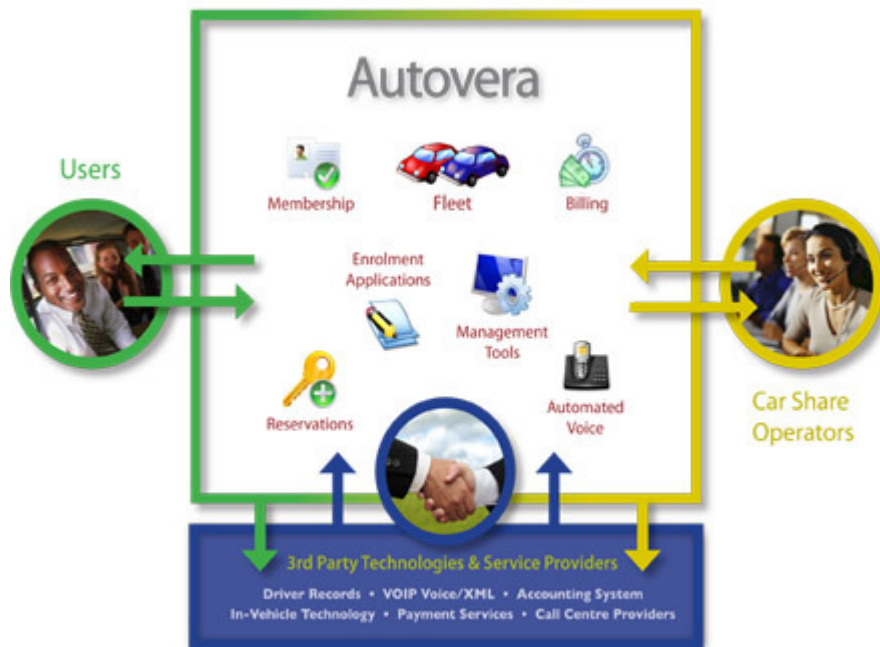 Autovera
Users
Membership
Fleet
Billing
Enrolment
Applications
Management
Tools
Reservations
Automated
Voice
Car Share
Operators
3rd Party Technologies & Service Providers
Driver Records • VOIP Voice/XML • Accounting System
In-Vehicle Technology • Payment Services • Call Centre Providers